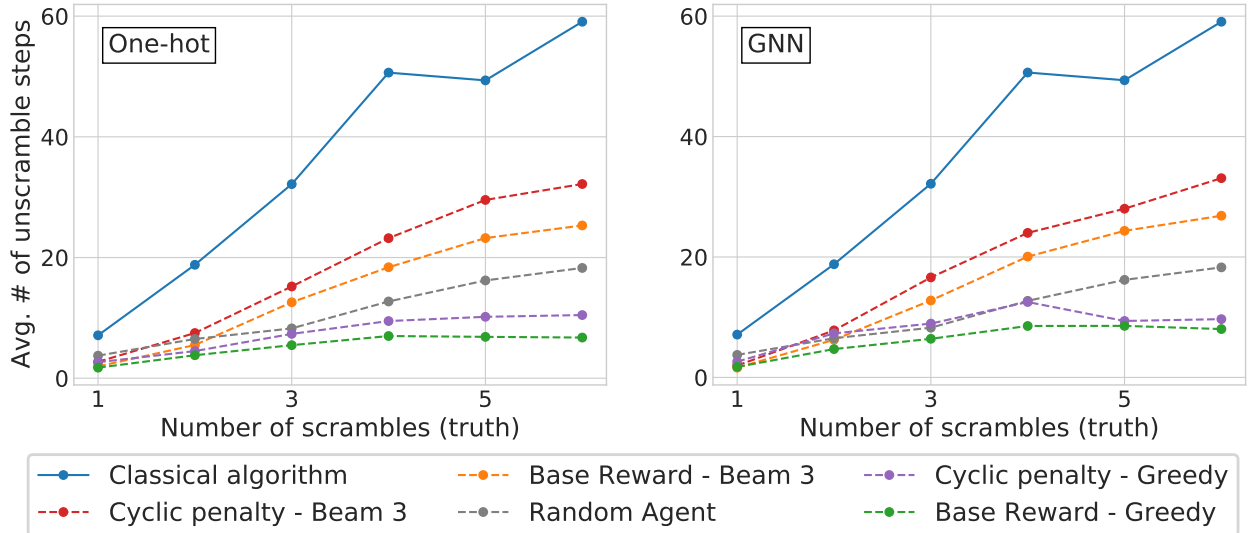 One-hot
GNN
Avg. # of unscramble steps
60
40
20
0
1
3
5
Number of scrambles (truth)
60
40
20
0
1
3
5
Number of scrambles (truth)
Classical algorithm
Base Reward - Beam 3
Cyclic penalty - Greedy
Cyclic penalty - Beam 3
Random Agent
Base Reward - Greedy